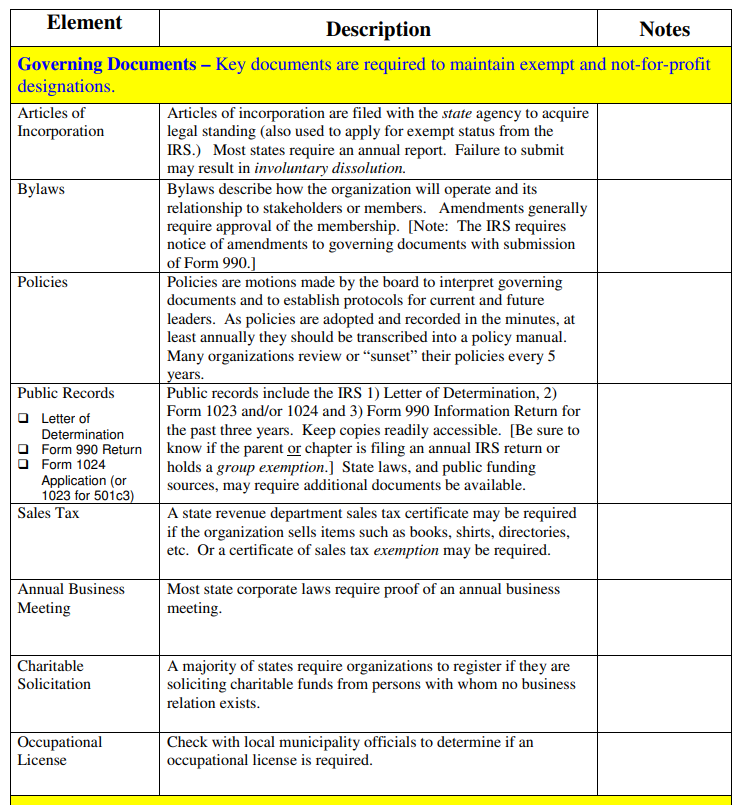 Element
Description
Notes
Governing Documents – Key documents are required to maintain exempt and not-for-profit
designations.
Articles of
Incorporation
Articles of incorporation are filed with the state agency to acquire
legal standing (also used to apply for exempt status from the
IRS.)   Most states require an annual report.  Failure to submit
may result in involuntary dissolution.
Bylaws
Bylaws describe how the organization will operate and its
relationship to stakeholders or members.   Amendments generally
require approval of the membership.  [Note:  The IRS requires
notice of amendments to governing documents with submission
of Form 990.]
Policies
Policies are motions made by the board to interpret governing
documents and to establish protocols for current and future
leaders.  As policies are adopted and recorded in the minutes, at
least annually they should be transcribed into a policy manual.
Many organizations review or “sunset” their policies every 5
years.
Public Records
❑ Letter of
Determination
❑ Form 990 Return
❑ Form 1024
Application (or
1023 for 501c3)
Public records include the IRS 1) Letter of Determination, 2)
Form 1023 and/or 1024 and 3) Form 990 Information Return for
the past three years.  Keep copies readily accessible.  [Be sure to
know if the parent or chapter is filing an annual IRS return or
holds a group exemption.]  State laws, and public funding
sources, may require additional documents be available.
Sales Tax
A state revenue department sales tax certificate may be required
if the organization sells items such as books, shirts, directories,
etc.  Or a certificate of sales tax exemption may be required.
Annual Business
Meeting
Most state corporate laws require proof of an annual business
meeting.
Charitable
Solicitation
A majority of states require organizations to register if they are
soliciting charitable funds from persons with whom no business
relation exists.
Occupational
License
Check with local municipality officials to determine if an
occupational license is required.